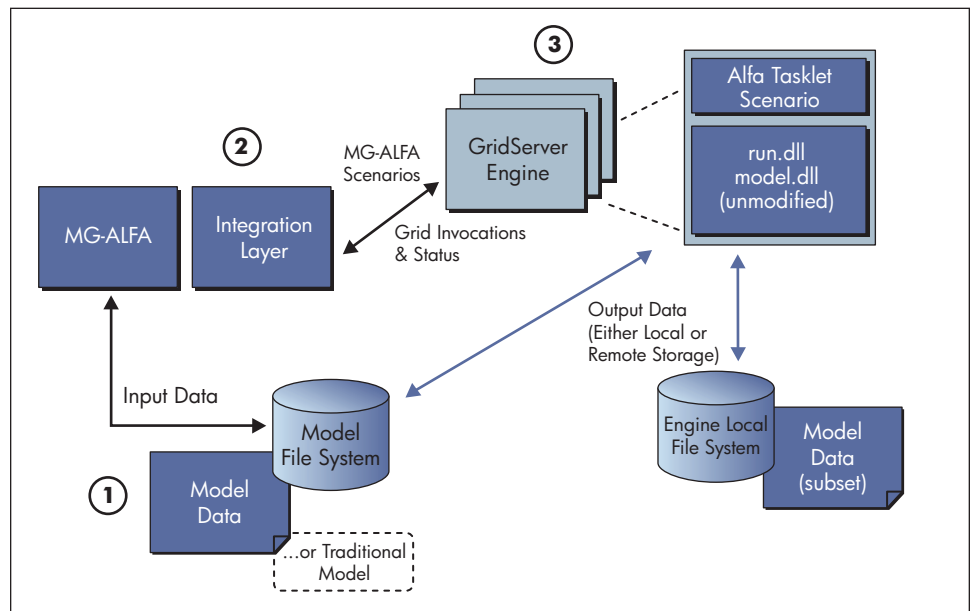 3
Alfa Tasklet
Scenario
GridServer
Engine
run.dll
model.dll
(unmodified)
2
MG-ALFA
Scenarios
MG-ALFA
Integration
Layer
Grid Invocations
& Status
Output Data
(Either Local or
Remote Storage)
Input Data
Model
File System
Engine Local
File System
Model
Data
(subset)
1
Model
Data
...or Traditional
Model